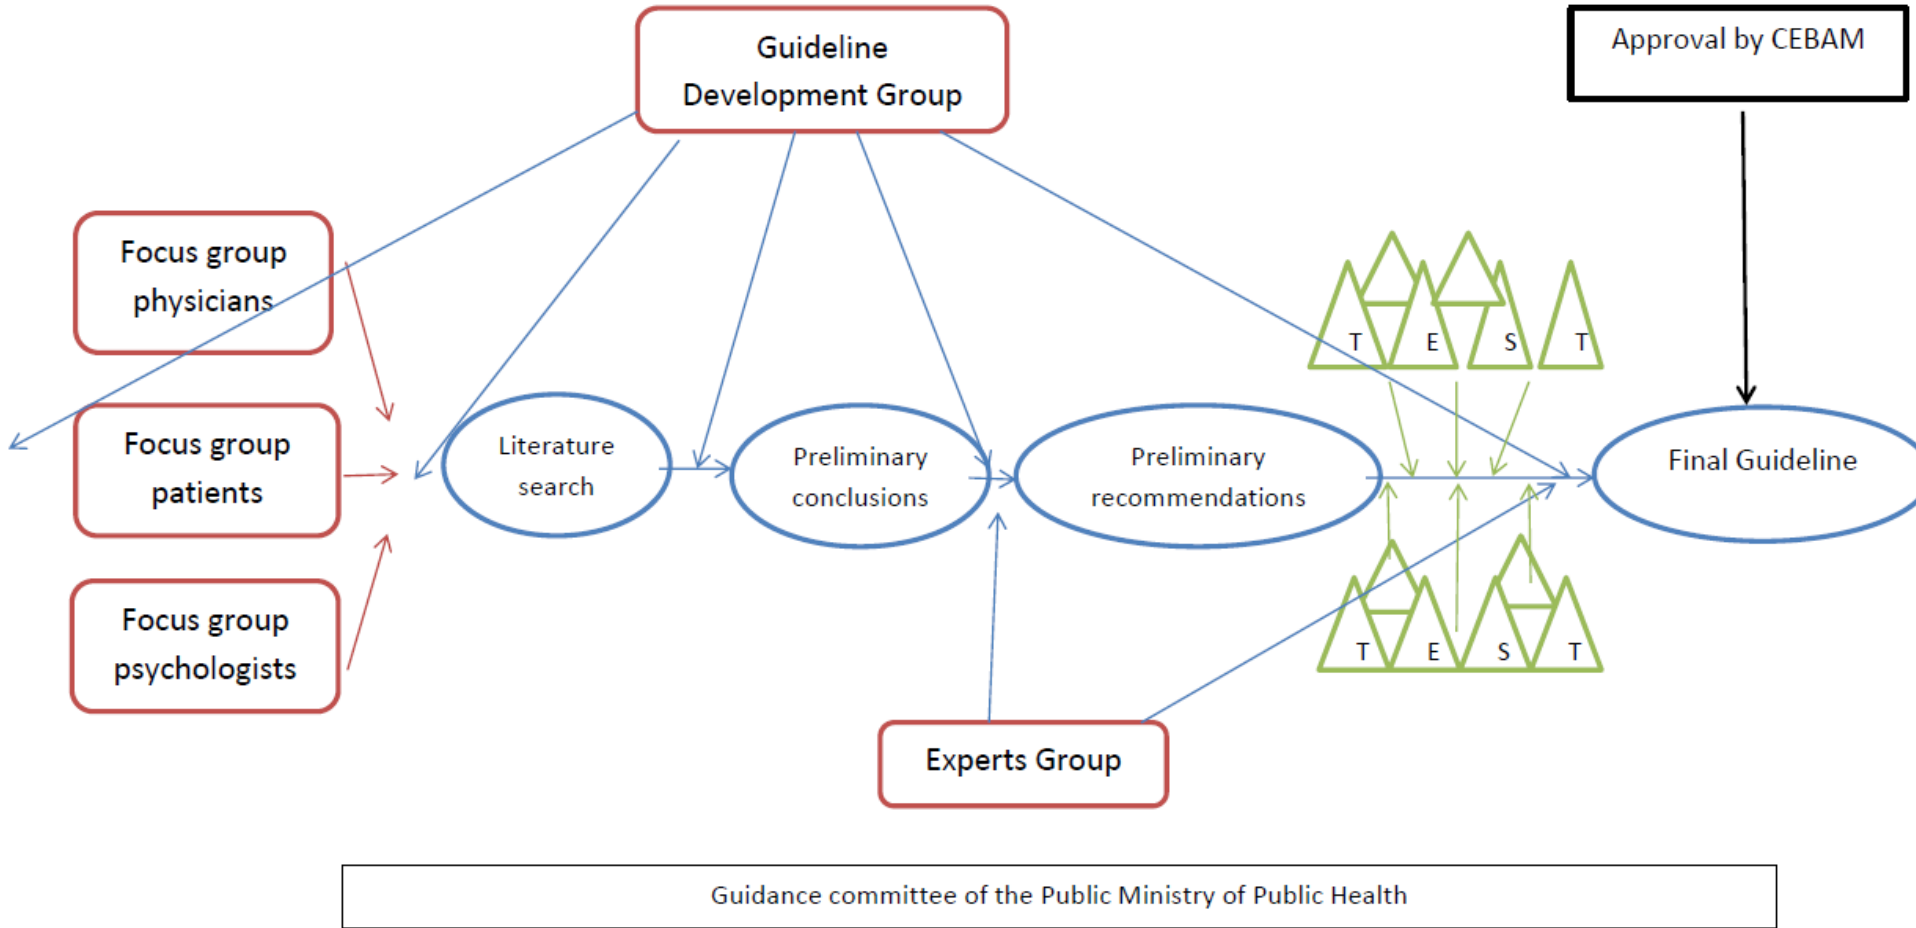 Guideline
Development Group
Approval by CEBAM
Focus group
physicians
T E S T
Focus group
patients
Literature
search
Preliminary
conclusions
Preliminary
recommendations
Final Guideline
Focus group
psychologists
T E S T
Experts Group
Guidance committee of the Public Ministry of Public Health